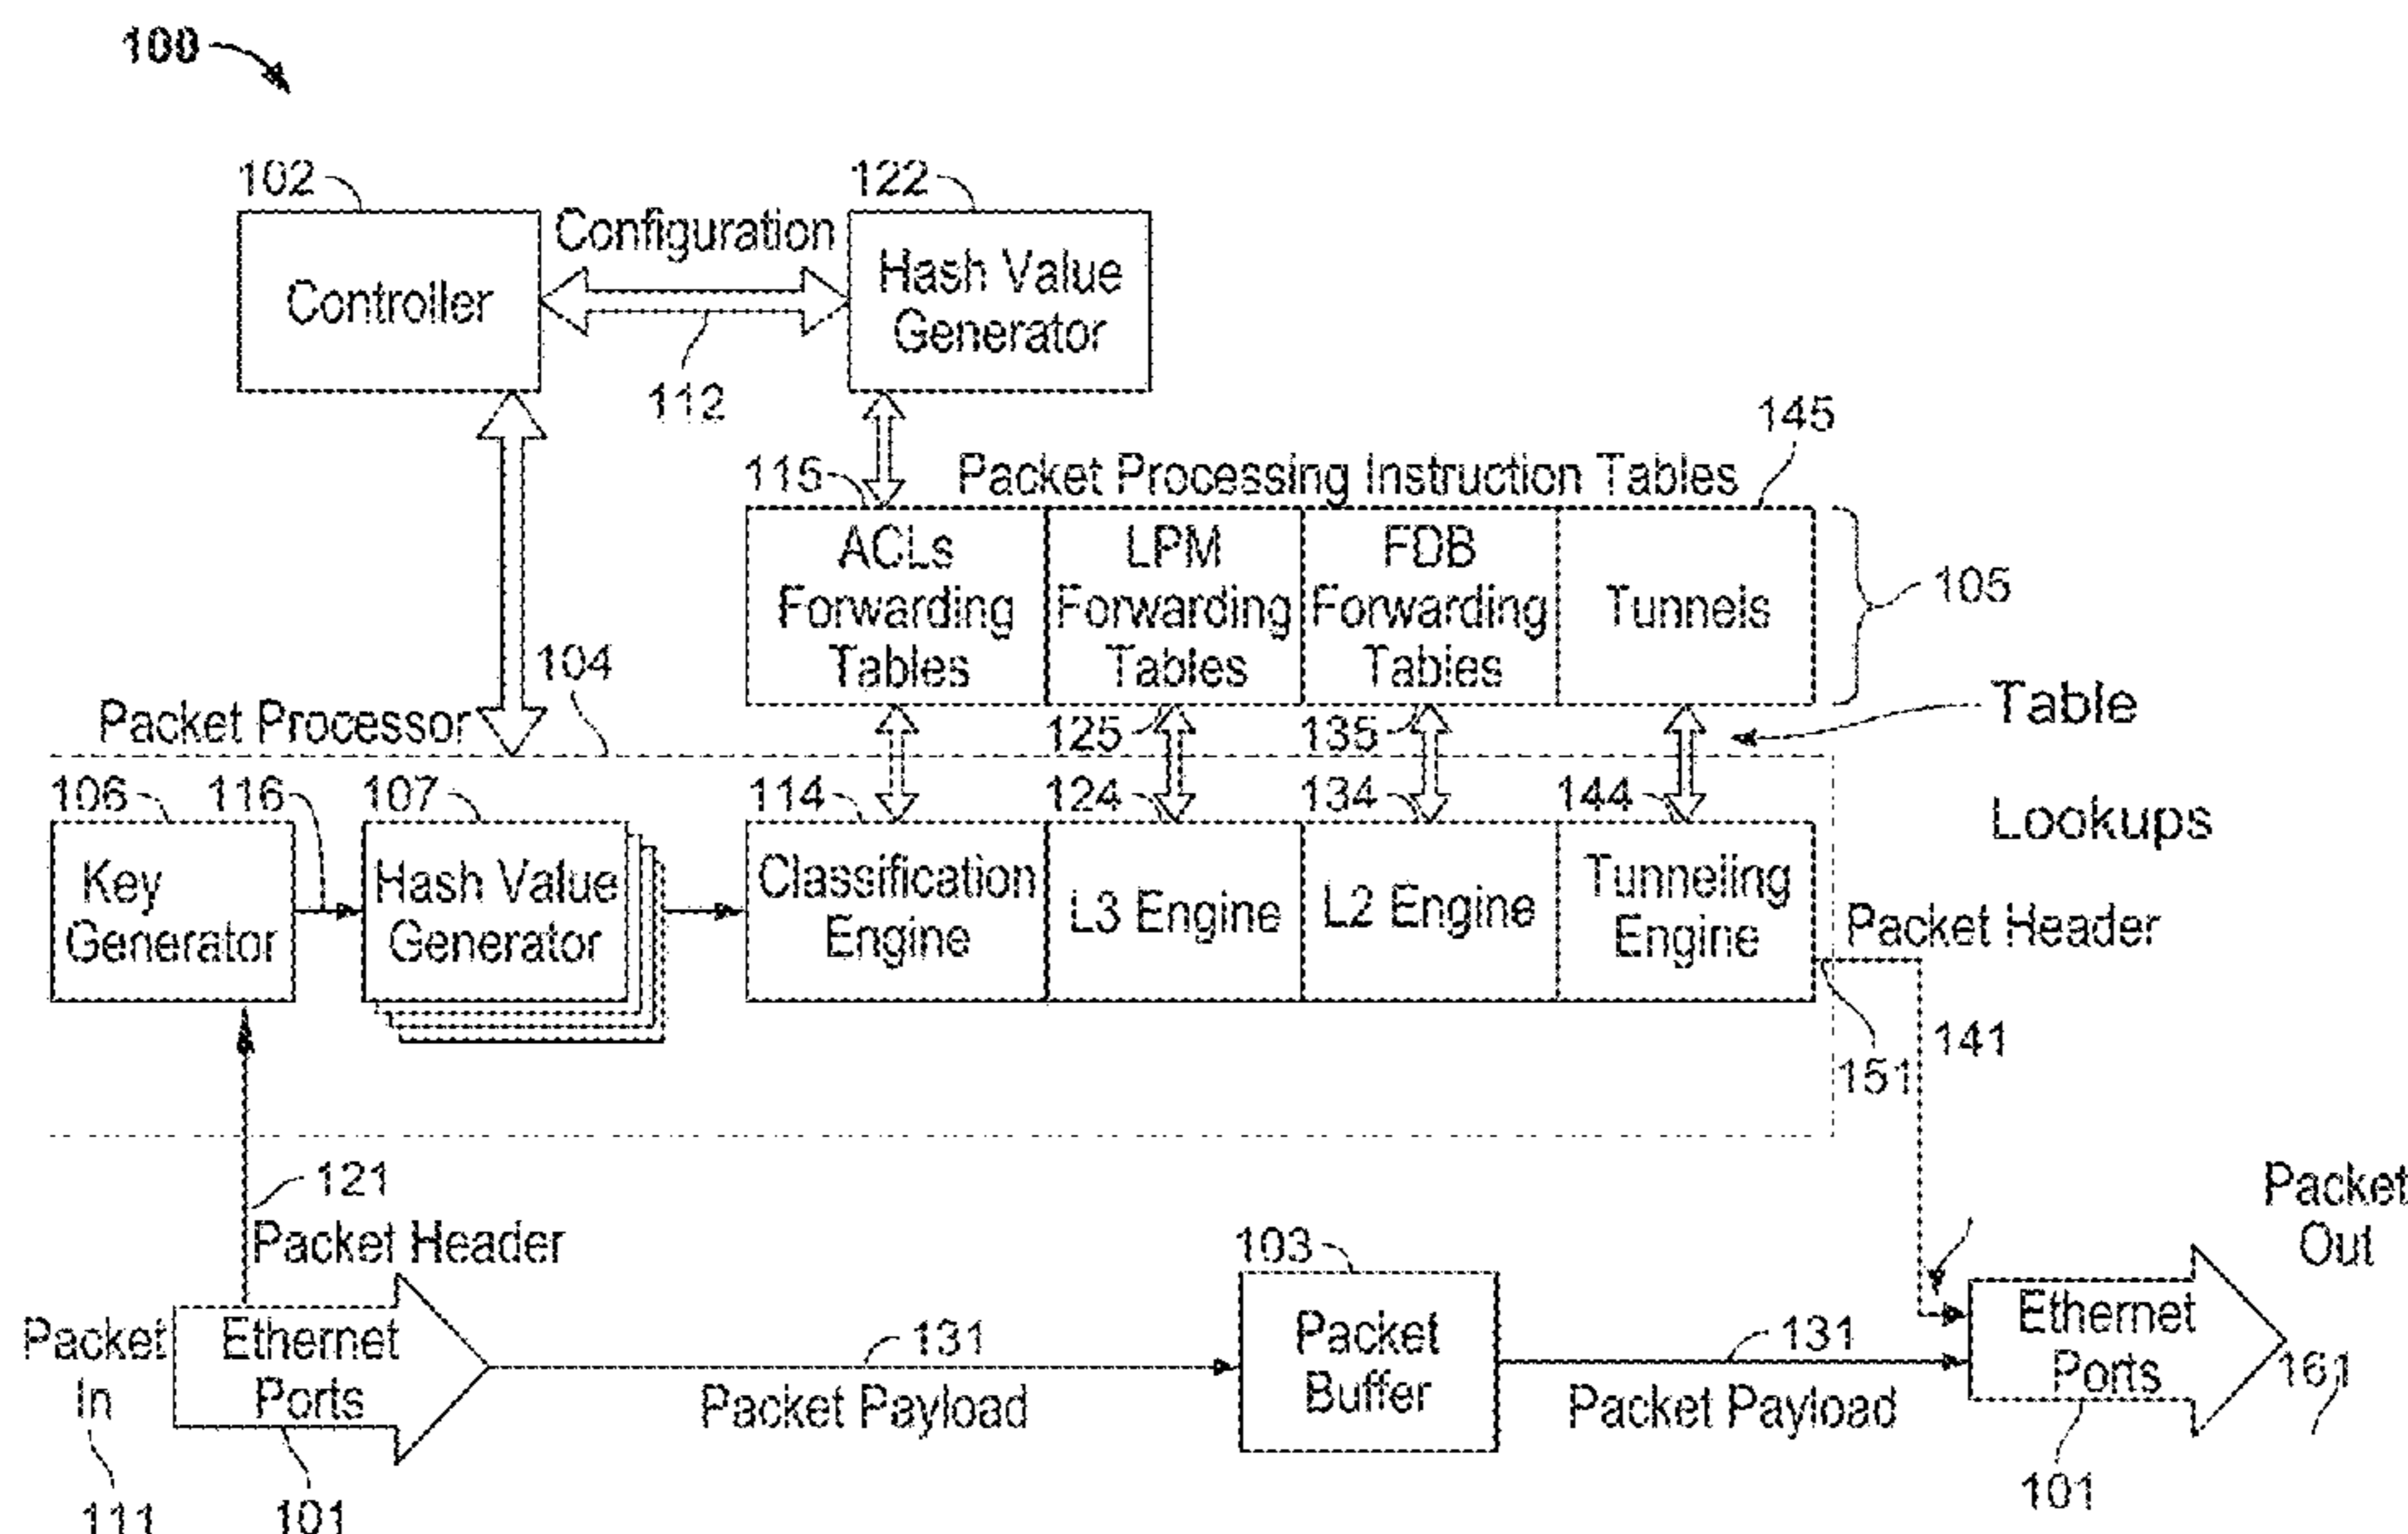 100
102
122
Configuration
Controller
Hash Value
Generator
112
145
115
Packet Processing Instruction Tables
ACLs
Forwarding
Tables
LPM
Forwarding
Tables
FDB
Forwarding
Tables
Tunnels
105
104
Packet Processor
125
135
Table
Lookups
106
116
107
114
124
134
144
Key
Generator
Hash Value
Generator
Classification
Engine
L3 Engine
L2 Engine
Tunneling
Engine
Packet Header
141
151
121
Packet Header
103
Packet
Out
Packet
In
Ethernet
Ports
131
Packet Payload
Packet
Buffer
131
Packet Payload
Ethernet
Ports
161
111
101
101